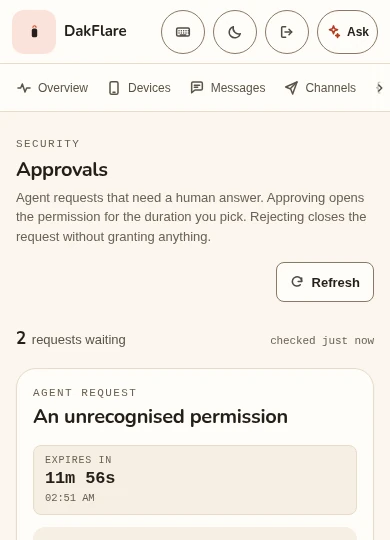 DakFlare
Ask
Overview
Devices
Messages
Channels
SECURITY
Approvals
Agent requests that need a human answer. Approving opens
the permission for the duration you pick. Rejecting closes the
request without granting anything.
Refresh
2 requests waiting
checked just now
AGENT REQUEST
An unrecognised permission
EXPIRES IN
11m 56s
02:51 AM